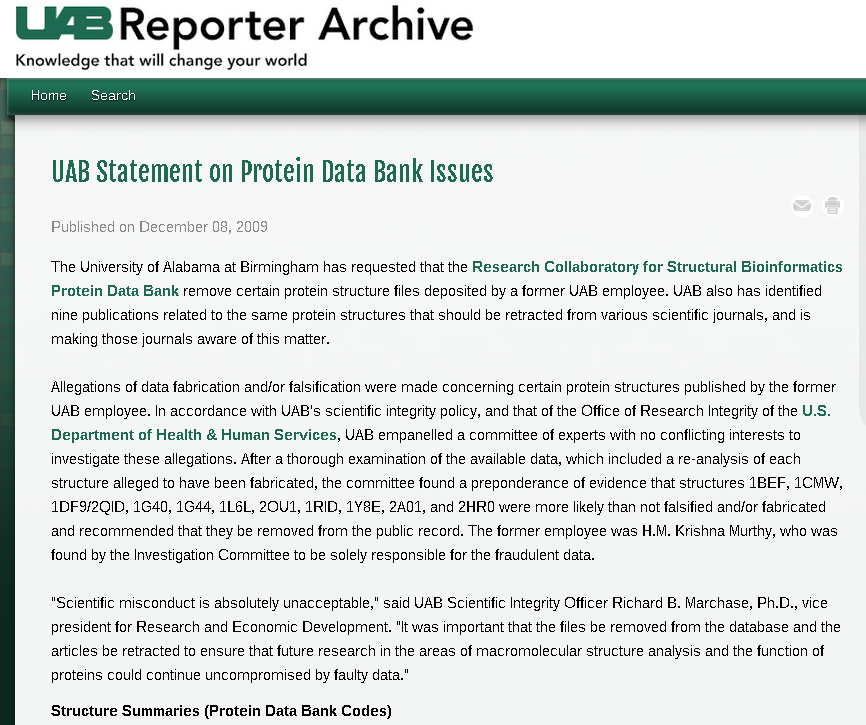 UAB Reporter Archive
Knowledge that will change your world
Home Search
UAB Statement on Protein Data Bank Issues
Published on December 08, 2009
The University of Alabama at Birmingham has requested that the Research Collaboratory for Structural Bioinformatics
Protein Data Bank remove certain protein structure files deposited by a former UAB employee. UAB also has identified
nine publications related to the same protein structures that should be retracted from various scientific journals, and is
making those journals aware of this matter.
Allegations of data fabrication and/or falsification were made concerning certain protein structures published by the former
UAB employee. In accordance with UAB's scientific integrity policy, and that of the Office of Research Integrity of the U.S.
Department of Health & Human Services, UAB empanelled a committee of experts with no conflicting interests to
investigate these allegations. After a thorough examination of the available data, which included a re-analysis of each
structure alleged to have been fabricated, the committee found a preponderance of evidence that structures 1BEF, 1CMW,
1DF9/2QID, 1G40, 1G44, 1L6L, 2OU1, 1RID, 1Y8E, 2A01, and 2HR0 were more likely than not falsified and/or fabricated
and recommended that they be removed from the public record. The former employee was H.M. Krishna Murthy, who was
found by the Investigation Committee to be solely responsible for the fraudulent data.
"Scientific misconduct is absolutely unacceptable," said UAB Scientific Integrity Officer Richard B. Marchase, Ph.D., vice
president for Research and Economic Development. "It was important that the files be removed from the database and the
articles be retracted to ensure that future research in the areas of macromolecular structure analysis and the function of
proteins could continue uncompromised by faulty data."
Structure Summaries (Protein Data Bank Codes)